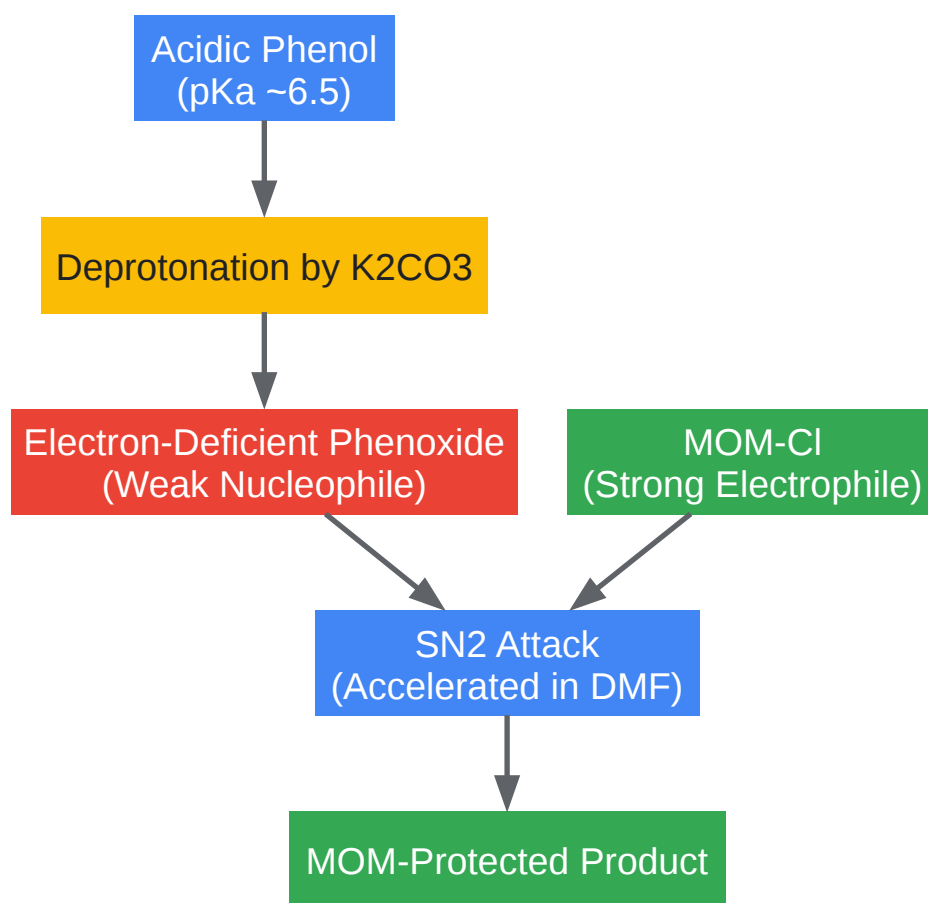 Acidic Phenol
(pKa ~6.5)
Deprotonation by K2CO3
Electron-Deficient Phenoxide
(Weak Nucleophile)
MOM-Cl
(Strong Electrophile)
SN2 Attack
(Accelerated in DMF)
MOM-Protected Product